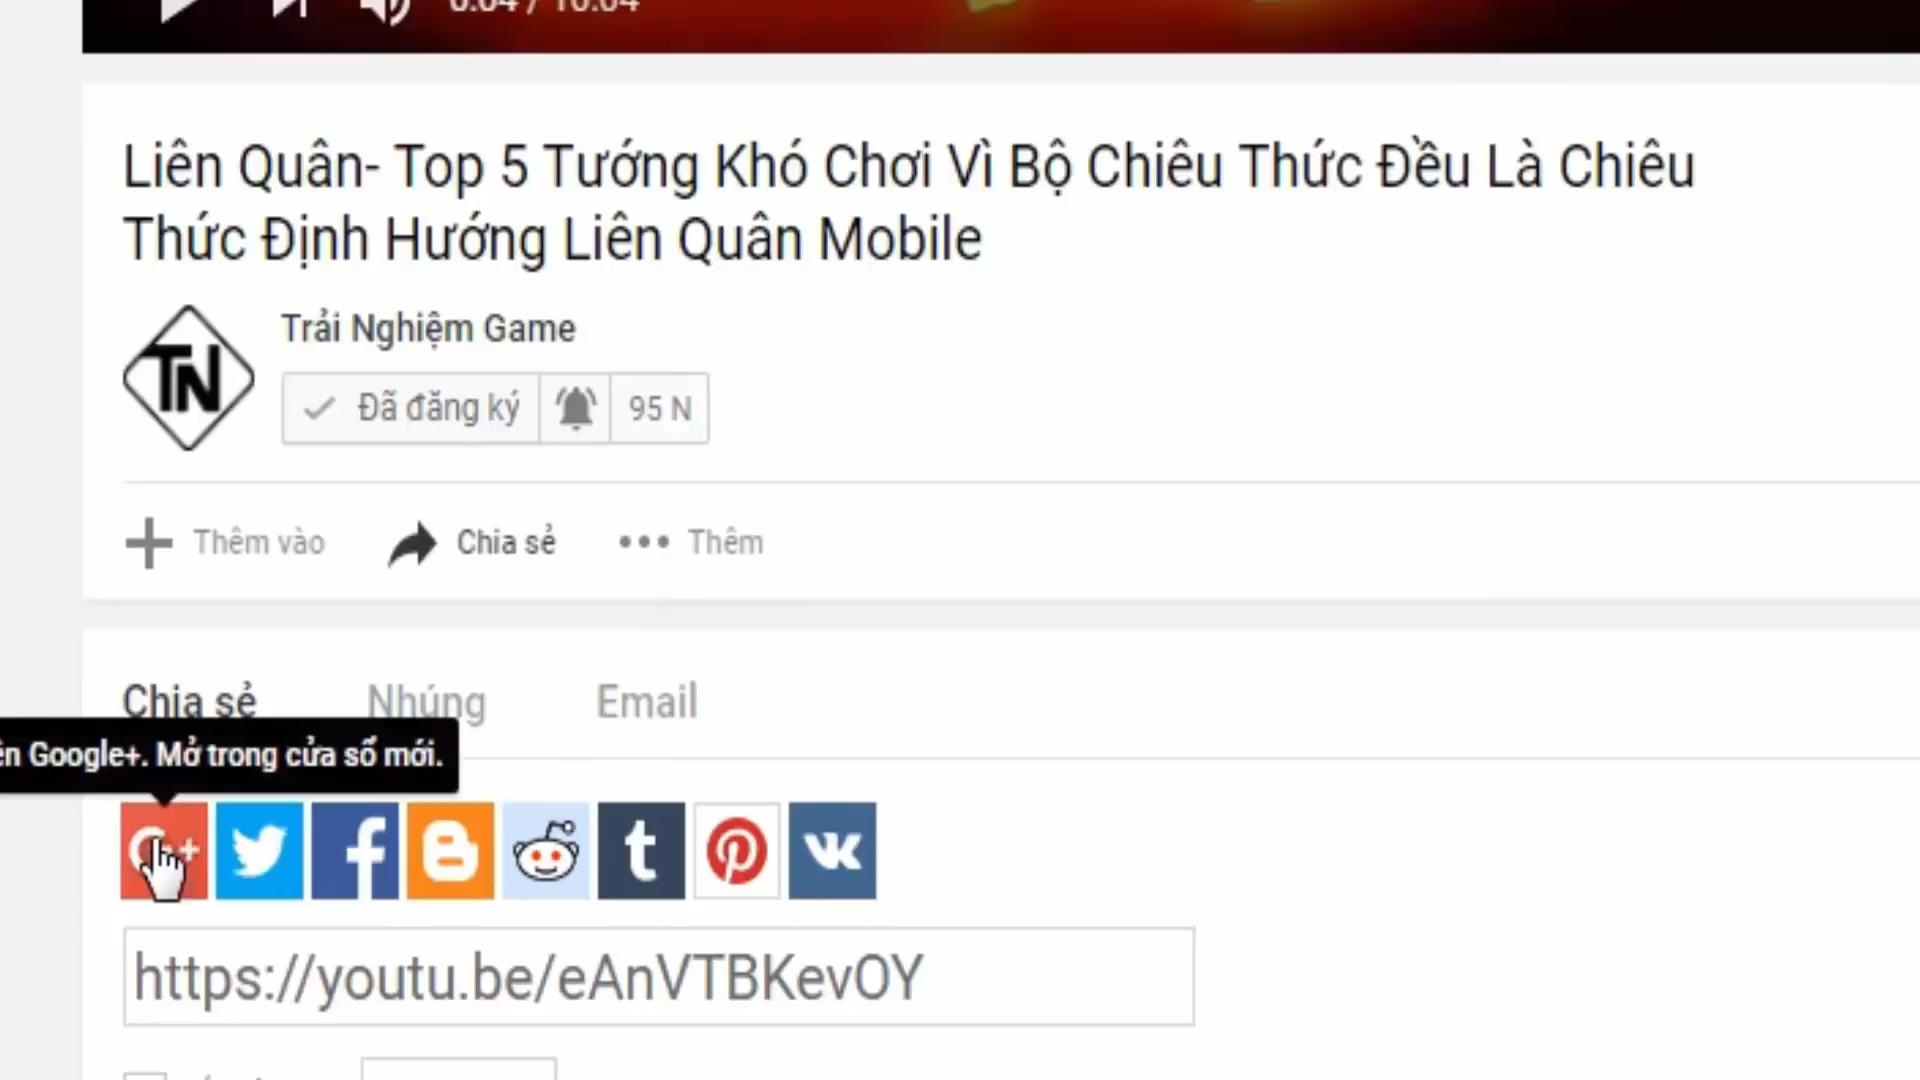 Liên Quân- Top 5 Tướng Khó Chơi Vì Bộ Chiêu Thức Đều Là Chiêu
Thức Định Hướng Liên Quân Mobile
TN
Trải Nghiệm Game
Đã đăng ký 95 N
Thêm vào Chia sẻ Thêm
Chia sẻ Nhúng Email
Google+. Mở trong cửa sổ mới.
https://youtu.be/eAnVTBKevOY